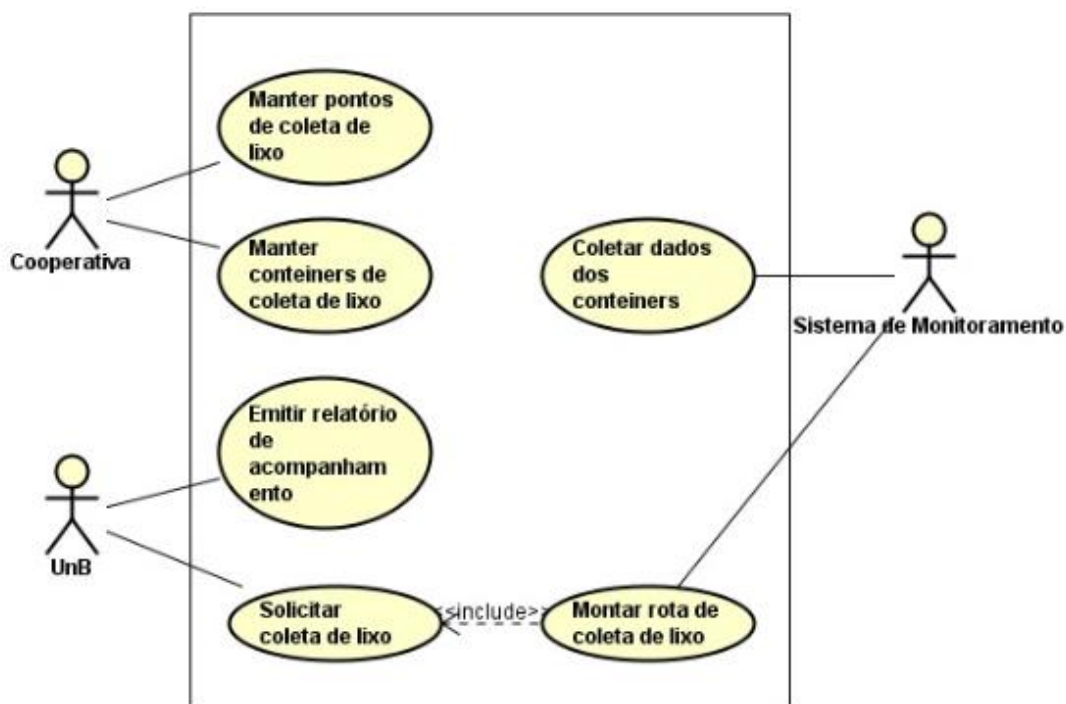 Manter pontos
de coleta de
lixo
Cooperativa
Manter
conteiners de
coleta de lixo
Coletar dados
dos
conteiners
Sistema de Monitoramento
Emitir relatório
de
acompanham
ento
UnB
Solicitar
coleta de lixo
<<include>>
Montar rota de
coleta de lixo